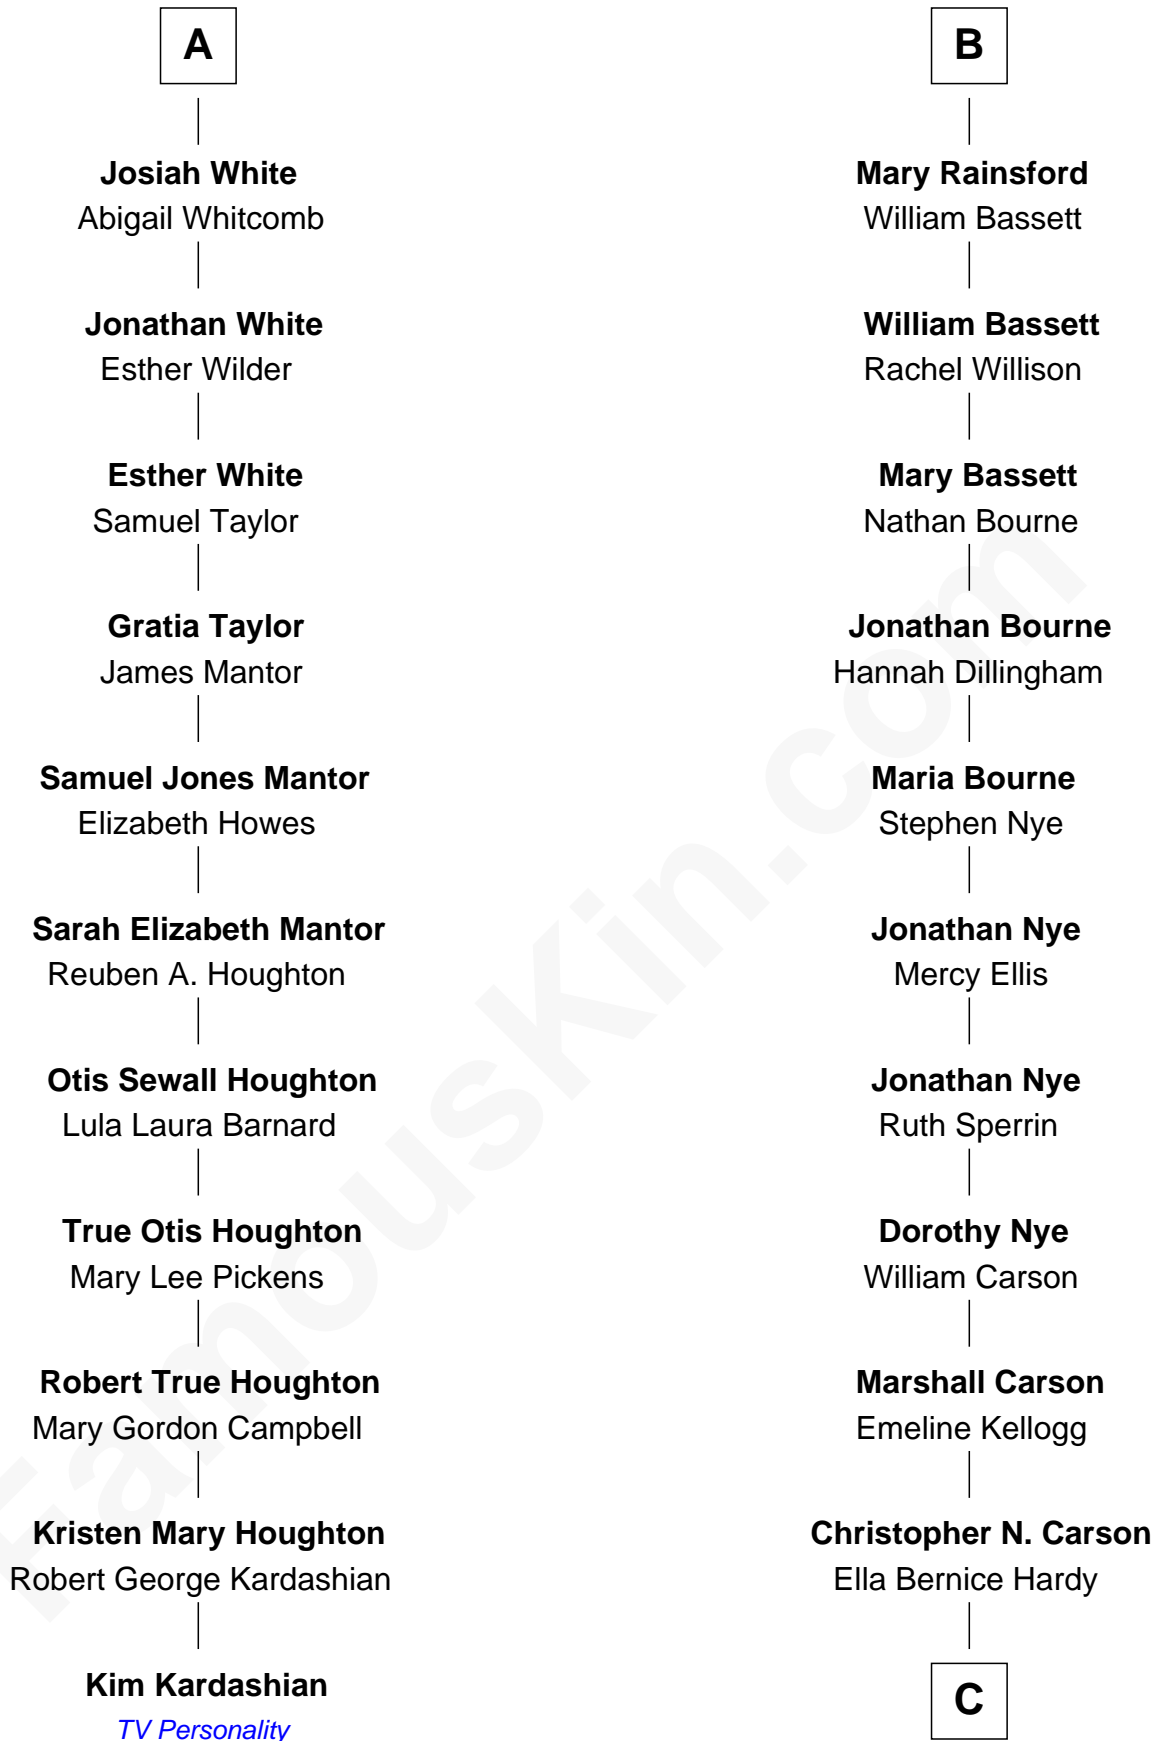 A
Josiah White
Abigail Whitcomb
Jonathan White
Esther Wilder
Esther White
Samuel Taylor
Gratia Taylor
James Mantor
Samuel Jones Mantor
Elizabeth Howes
Sarah Elizabeth Mantor
Reuben A. Houghton
Otis Sewall Houghton
Lula Laura Barnard
True Otis Houghton
Mary Lee Pickens
Robert True Houghton
Mary Gordon Campbell
Kristen Mary Houghton
Robert George Kardashian
Kim Kardashian
TV Personality
B
Mary Rainsford
William Bassett
William Bassett
Rachel Willison
Mary Bassett
Nathan Bourne
Jonathan Bourne
Hannah Dillingham
Maria Bourne
Stephen Nye
Jonathan Nye
Mercy Ellis
Jonathan Nye
Ruth Sperrin
Dorothy Nye
William Carson
Marshall Carson
Emeline Kellogg
Christopher N. Carson
Ella Bernice Hardy
C
FamousKin.com